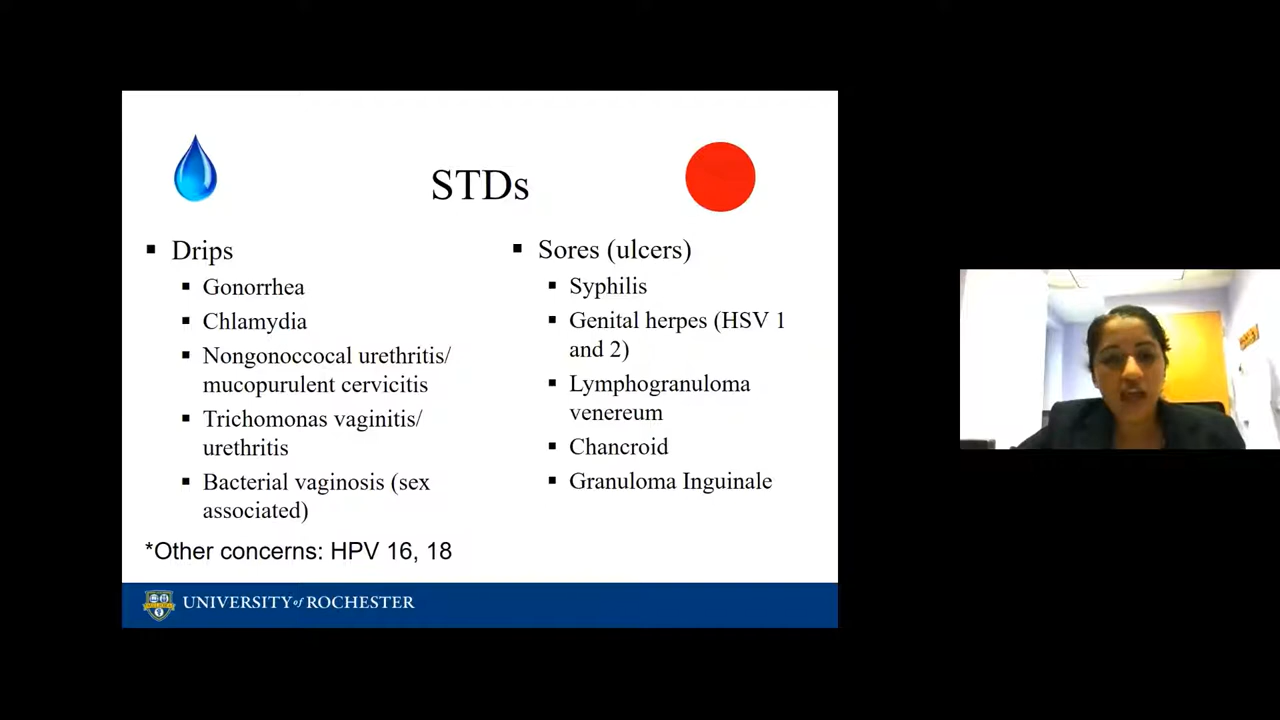 STDs
Drips
Gonorrhea
Chlamydia
Nongonoccocal urethritis/
mucopurulent cervicitis
Trichomonas vaginitis/
urethritis
Bacterial vaginosis (sex
associated)
*Other concerns: HPV 16, 18
Sores (ulcers)
Syphilis
Genital herpes (HSV 1
and 2)
Lymphogranuloma
venereum
Chancroid
Granuloma Inguinale
UNIVERSITY of ROCHESTER